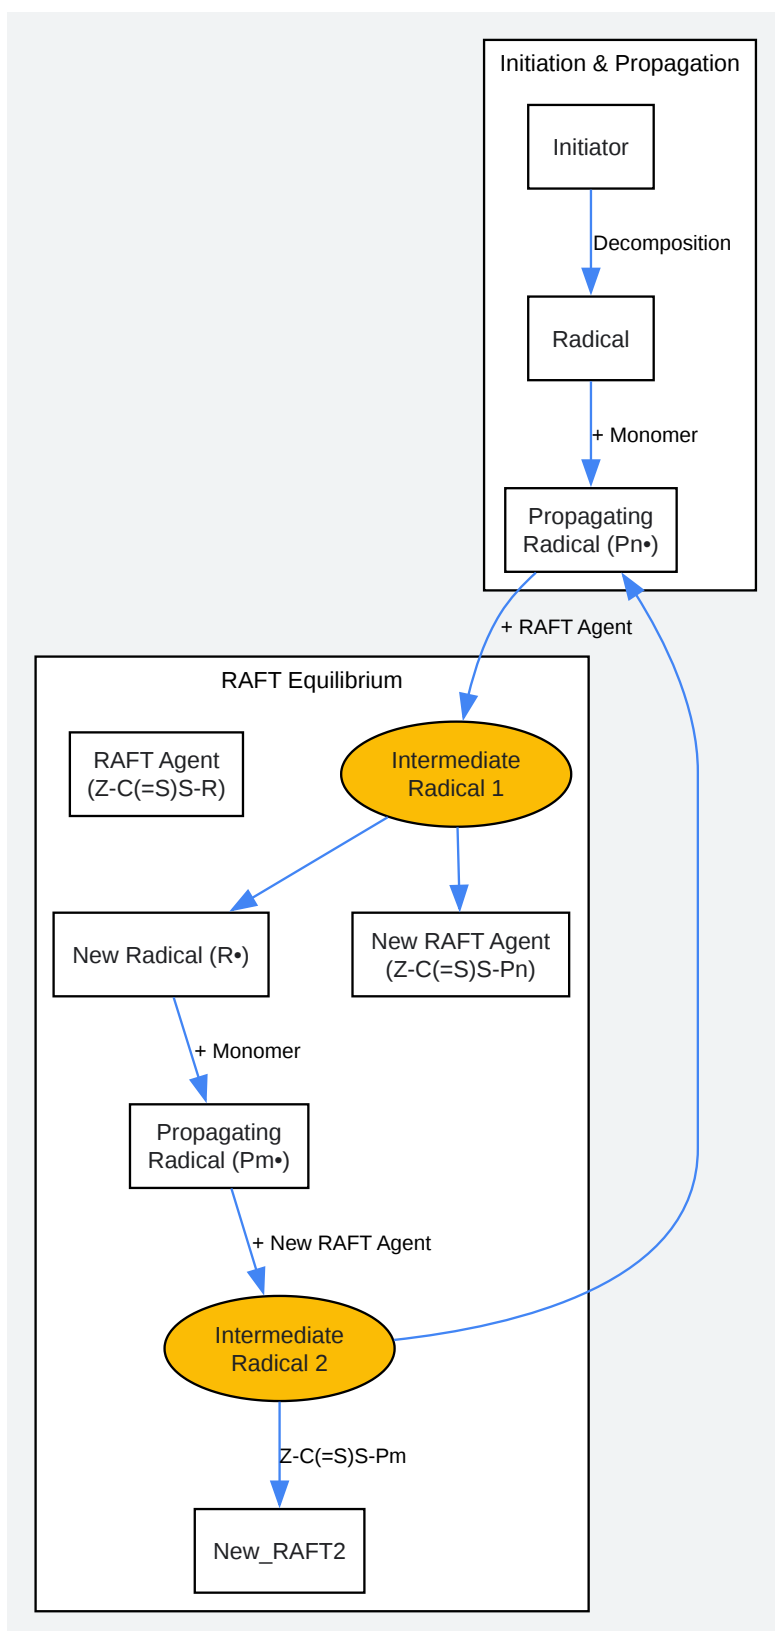 Initiation & Propagation
Initiator
Decomposition
Radical
+ Monomer
Propagating
Radical (Pn•)
+ RAFT Agent
RAFT Equilibrium
RAFT Agent
(Z-C(=S)S-R)
Intermediate
Radical 1
New Radical (R•)
New RAFT Agent
(Z-C(=S)S-Pn)
+ Monomer
Propagating
Radical (Pm•)
+ New RAFT Agent
Intermediate
Radical 2
Z-C(=S)S-Pm
New_RAFT2